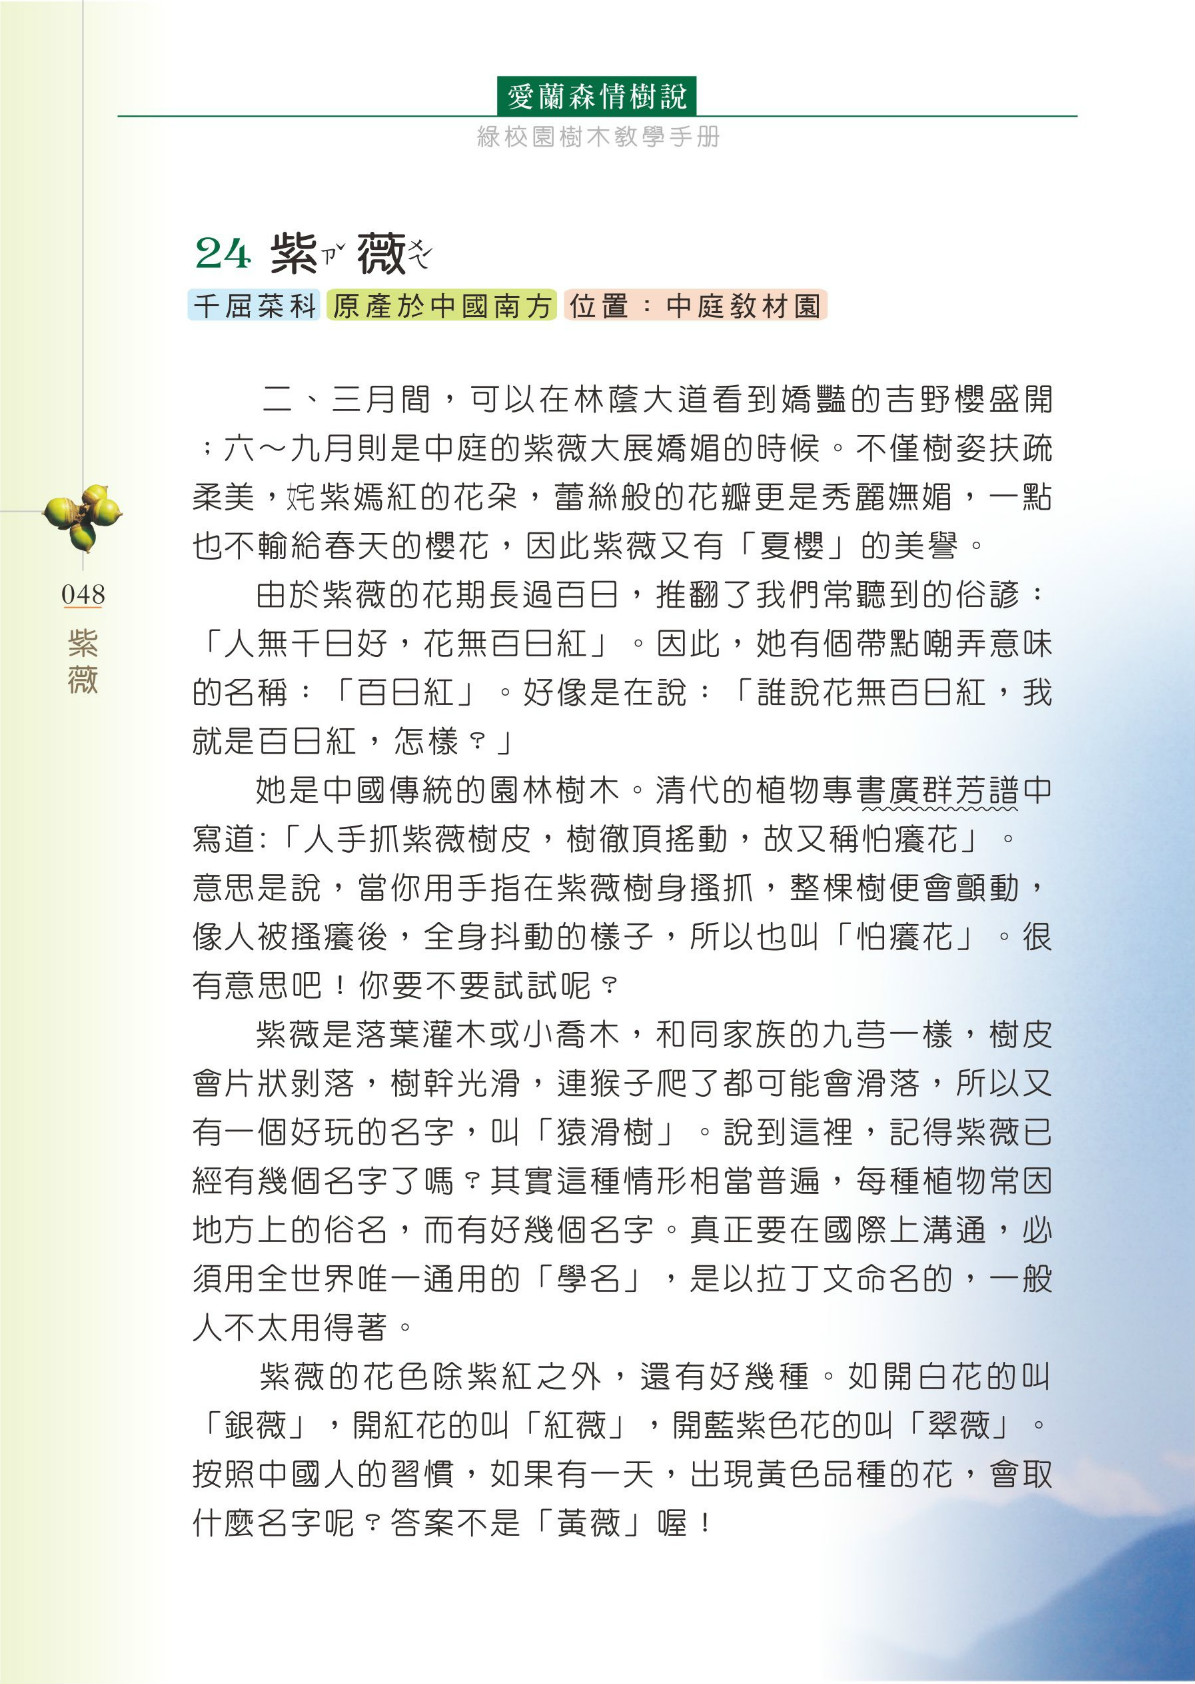 愛蘭森情樹說
綠校園樹木教學手册
24 紫ㄗˇ薇ㄨㄟ
千屈菜科 原產於中國南方 位置：中庭教材園
二、三月間，可以在林蔭大道看到嬌豔的吉野櫻盛開
；六～九月則是中庭的紫薇大展嬌媚的時候。不僅樹姿扶疏
柔美，姹紫嫣紅的花朵，蕾絲般的花瓣更是秀麗嫵媚，一點
也不輸給春天的櫻花，因此紫薇又有「夏櫻」的美譽。
由於紫薇的花期長過百日，推翻了我們常聽到的俗諺：
「人無千日好，花無百日紅」。因此，她有個帶點嘲弄意味
的名稱：「百日紅」。好像是在說：「誰說花無百日紅，我
就是百日紅，怎樣？」
她是中國傳統的園林樹木。清代的植物專書廣群芳譜中
寫道:「人手抓紫薇樹皮，樹徹頂搖動，故又稱怕癢花」。
意思是說，當你用手指在紫薇樹身搔抓，整棵樹便會顫動，
像人被搔癢後，全身抖動的樣子，所以也叫「怕癢花」。很
有意思吧！你要不要試試呢？
紫薇是落葉灌木或小喬木，和同家族的九芎一樣，樹皮
會片狀剝落，樹幹光滑，連猴子爬了都可能會滑落，所以又
有一個好玩的名字，叫「猿滑樹」。說到這裡，記得紫薇已
經有幾個名字了嗎？其實這種情形相當普遍，每種植物常因
地方上的俗名，而有好幾個名字。真正要在國際上溝通，必
須用全世界唯一通用的「學名」，是以拉丁文命名的，一般
人不太用得著。
紫薇的花色除紫紅之外，還有好幾種。如開白花的叫
「銀薇」，開紅花的叫「紅薇」，開藍紫色花的叫「翠薇」。
按照中國人的習慣，如果有一天，出現黃色品種的花，會取
什麼名字呢？答案不是「黃薇」喔！
048
紫薇